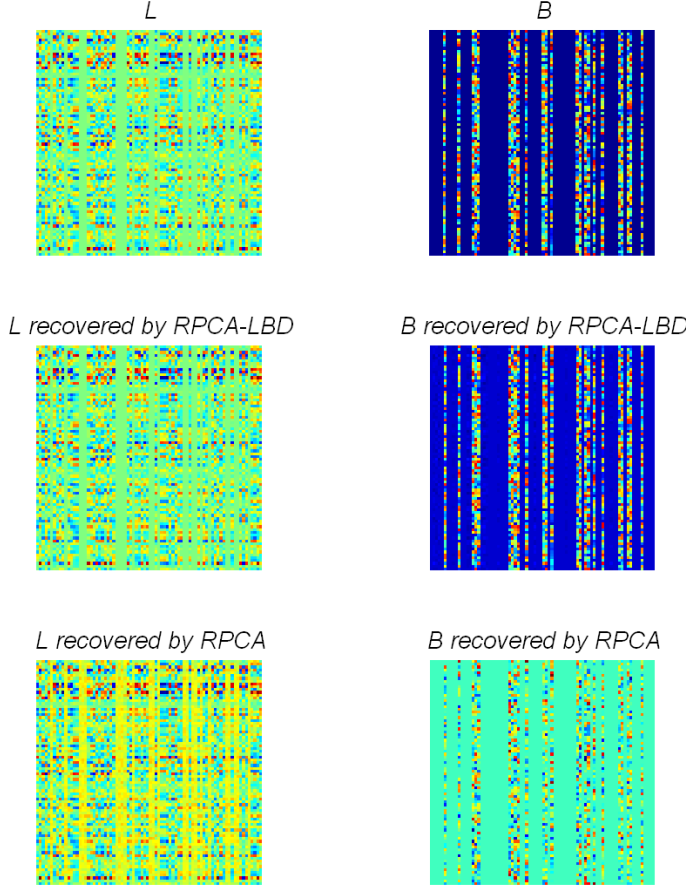 L
B
L recovered by RPCA-LBD
B recovered by RPCA-LBD
L recovered by RPCA
B recovered by RPCA